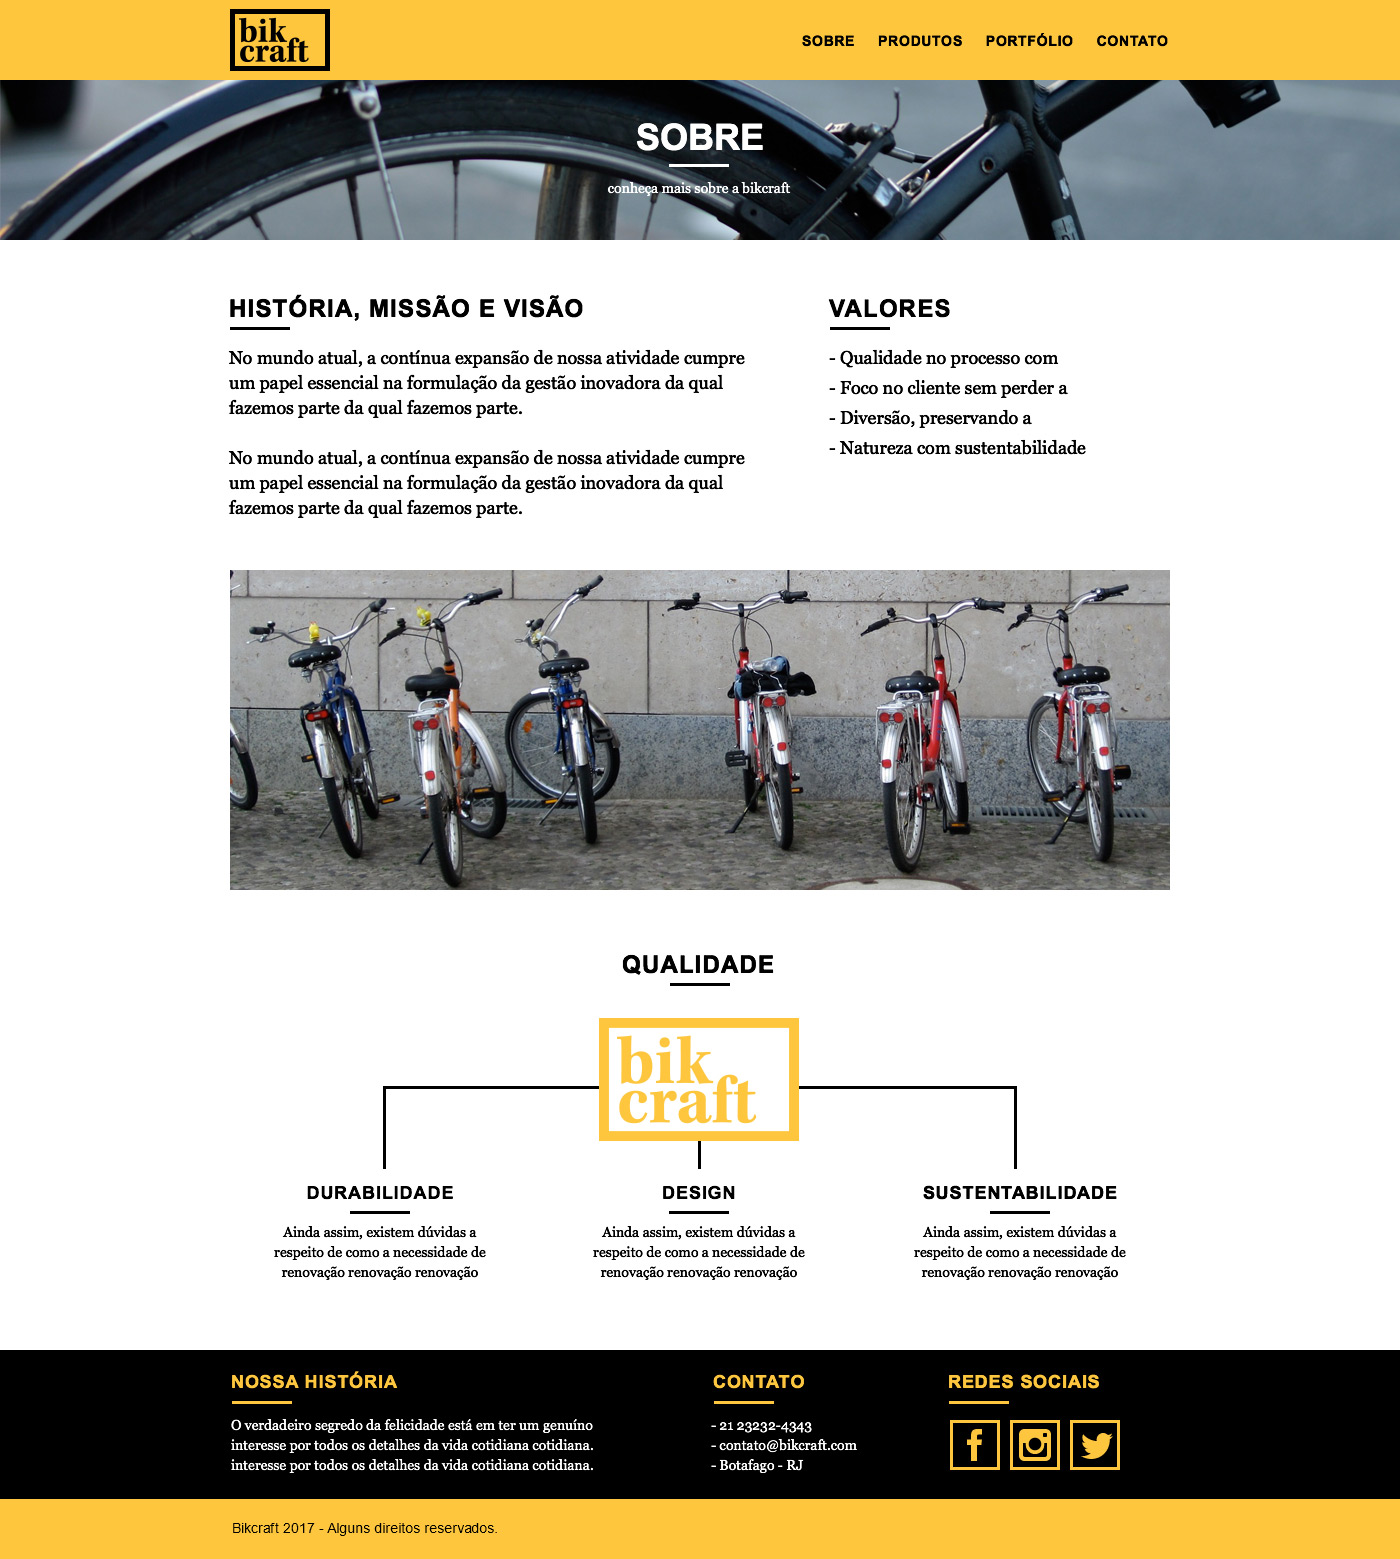 bik
craft
SOBRE PRODUTOS PORTFÓLIO CONTATO
SOBRE
conheça mais sobre a bikcraft
HISTÓRIA, MISSÃO E VISÃO
No mundo atual, a contínua expansão de nossa atividade cumpre
um papel essencial na formulação da gestão inovadora da qual
fazemos parte da qual fazemos parte.
No mundo atual, a contínua expansão de nossa atividade cumpre
um papel essencial na formulação da gestão inovadora da qual
fazemos parte da qual fazemos parte.
VALORES
- Qualidade no processo com
- Foco no cliente sem perder a
- Diversão, preservando a
- Natureza com sustentabilidade
QUALIDADE
bik
craft
DURABILIDADE
Ainda assim, existem dúvidas a
respeito de como a necessidade de
renovação renovação renovação
DESIGN
Ainda assim, existem dúvidas a
respeito de como a necessidade de
renovação renovação renovação
SUSTENTABILIDADE
Ainda assim, existem dúvidas a
respeito de como a necessidade de
renovação renovação renovação
NOSSA HISTÓRIA
O verdadeiro segredo da felicidade está em ter um genuíno
interesse por todos os detalhes da vida cotidiana cotidiana.
interesse por todos os detalhes da vida cotidiana cotidiana.
CONTATO
- 21 23232-4343
- contato@bikcraft.com
- Botafago - RJ
REDES SOCIAIS
Bikcraft 2017 - Alguns direitos reservados.